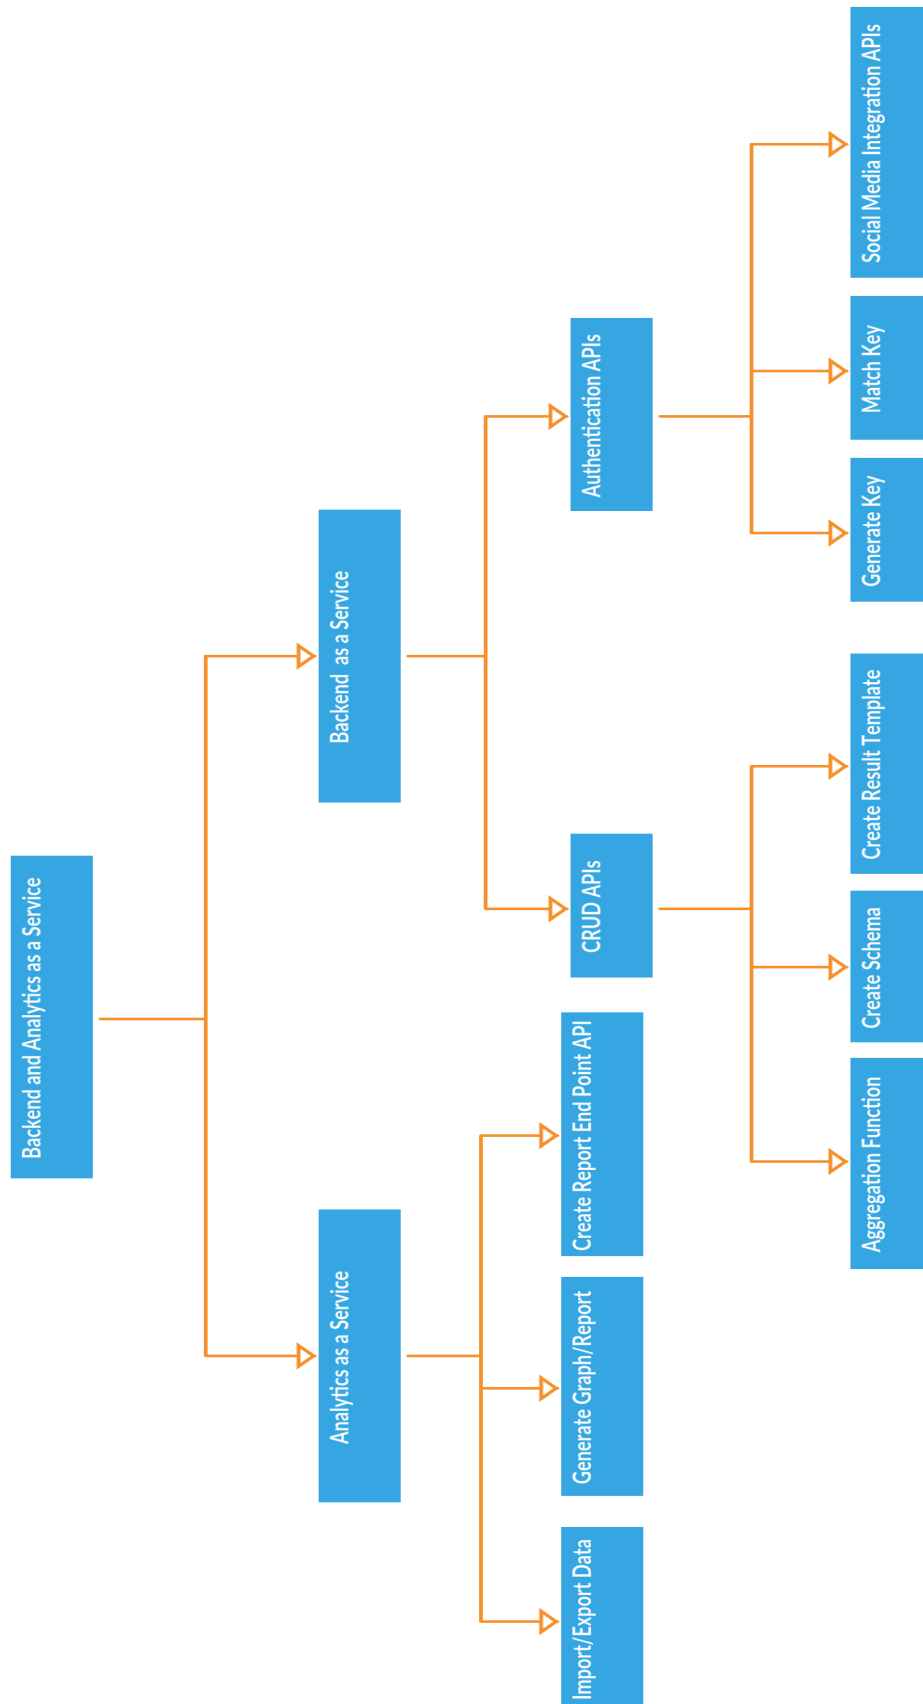 Backend and Analytics as a Service
Analytics as a Service
Backend  as a Service
Import/Export Data
Generate Graph/Report
Create Report End Point API
CRUD APIs
Authentication APIs
Aggregation Function
Create Schema
Create Result Template
Generate Key
Match Key
Social Media Integration APIs